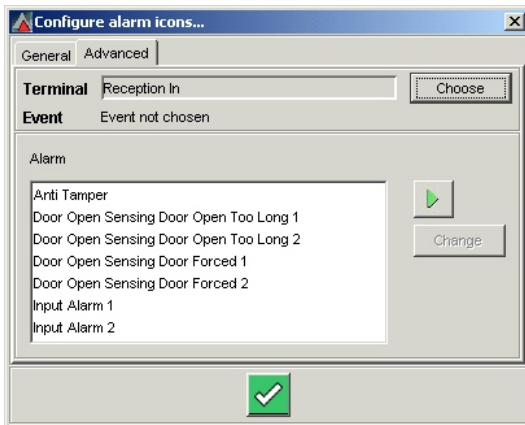 Configure alarm icons...
General Advanced
Terminal Reception In Choose
Event Event not chosen
Alarm
Anti Tamper
Door Open Sensing Door Open Too Long 1
Door Open Sensing Door Open Too Long 2
Change
Door Open Sensing Door Forced 1
Door Open Sensing Door Forced 2
Input Alarm 1
Input Alarm 2